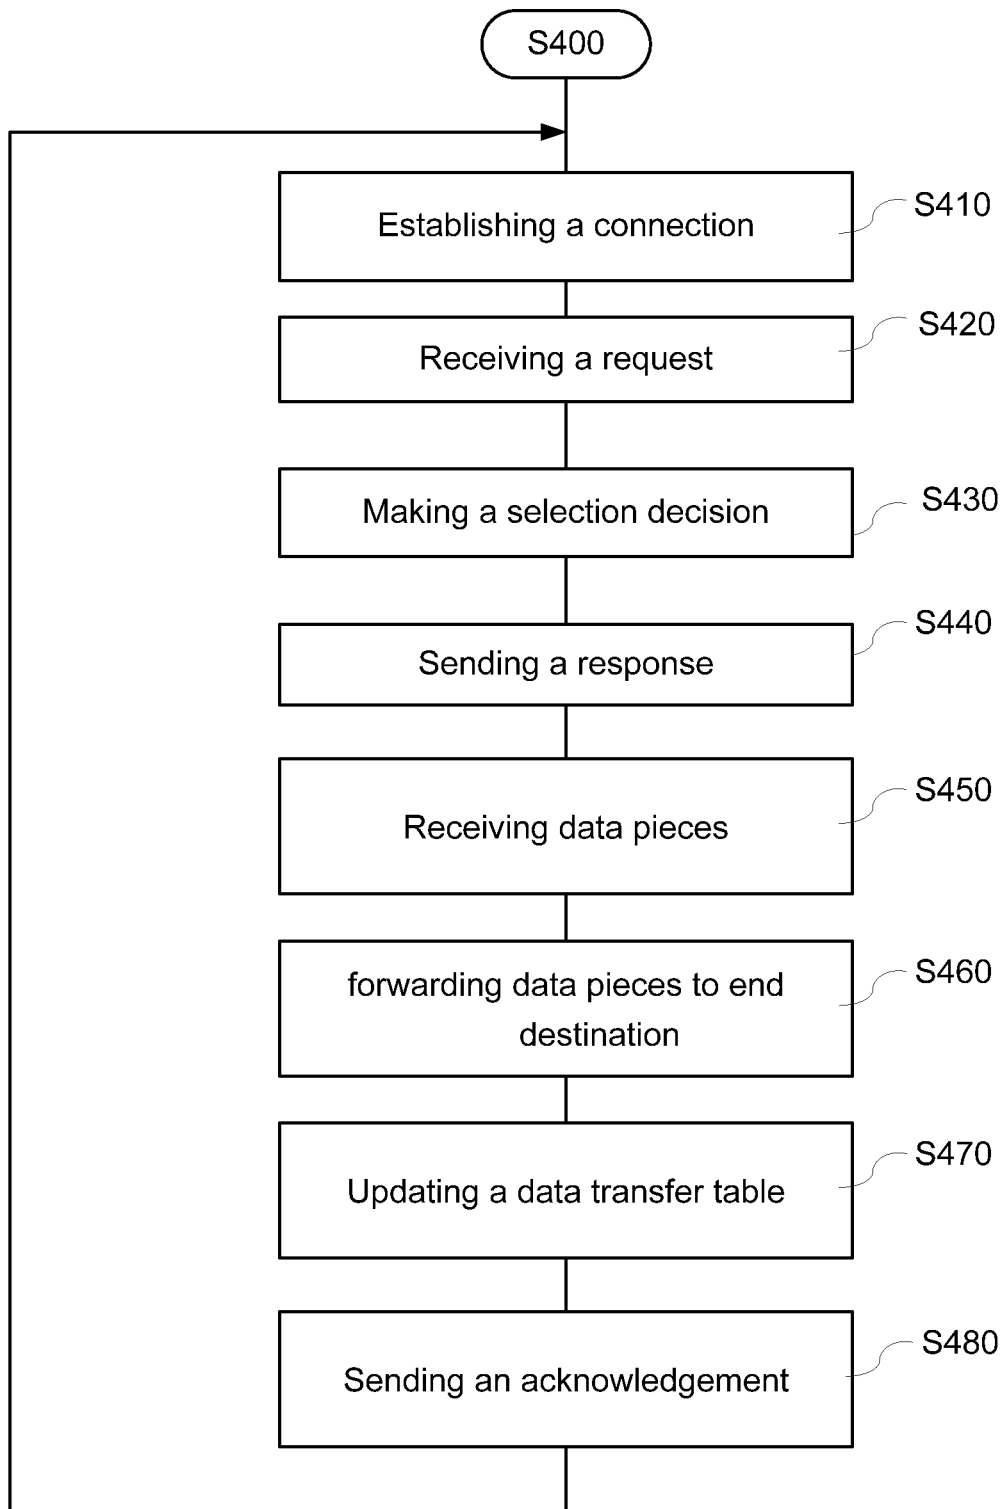 S400
Establishing a connection
S410
Receiving a request
S420
Making a selection decision
S430
Sending a response
S440
Receiving data pieces
S450
forwarding data pieces to end
destination
S460
Updating a data transfer table
S470
Sending an acknowledgement
S480